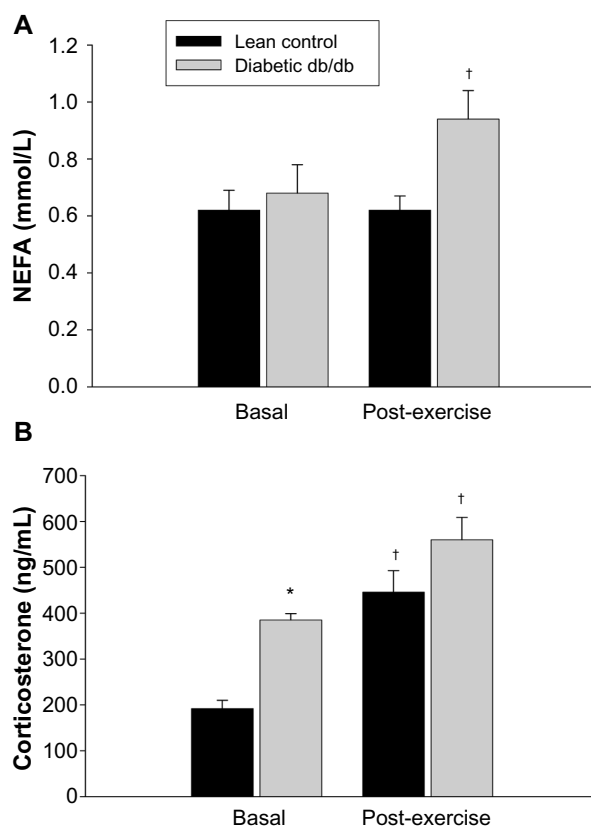 A
Lean control
Diabetic db/db
NEFA (mmol/L)
1.2
1.0
0.8
0.6
0.4
0.2
0.0
†
Basal
Post-exercise
B
Corticosterone (ng/mL)
700
600
500
400
300
200
100
0
*
†
†
Basal
Post-exercise